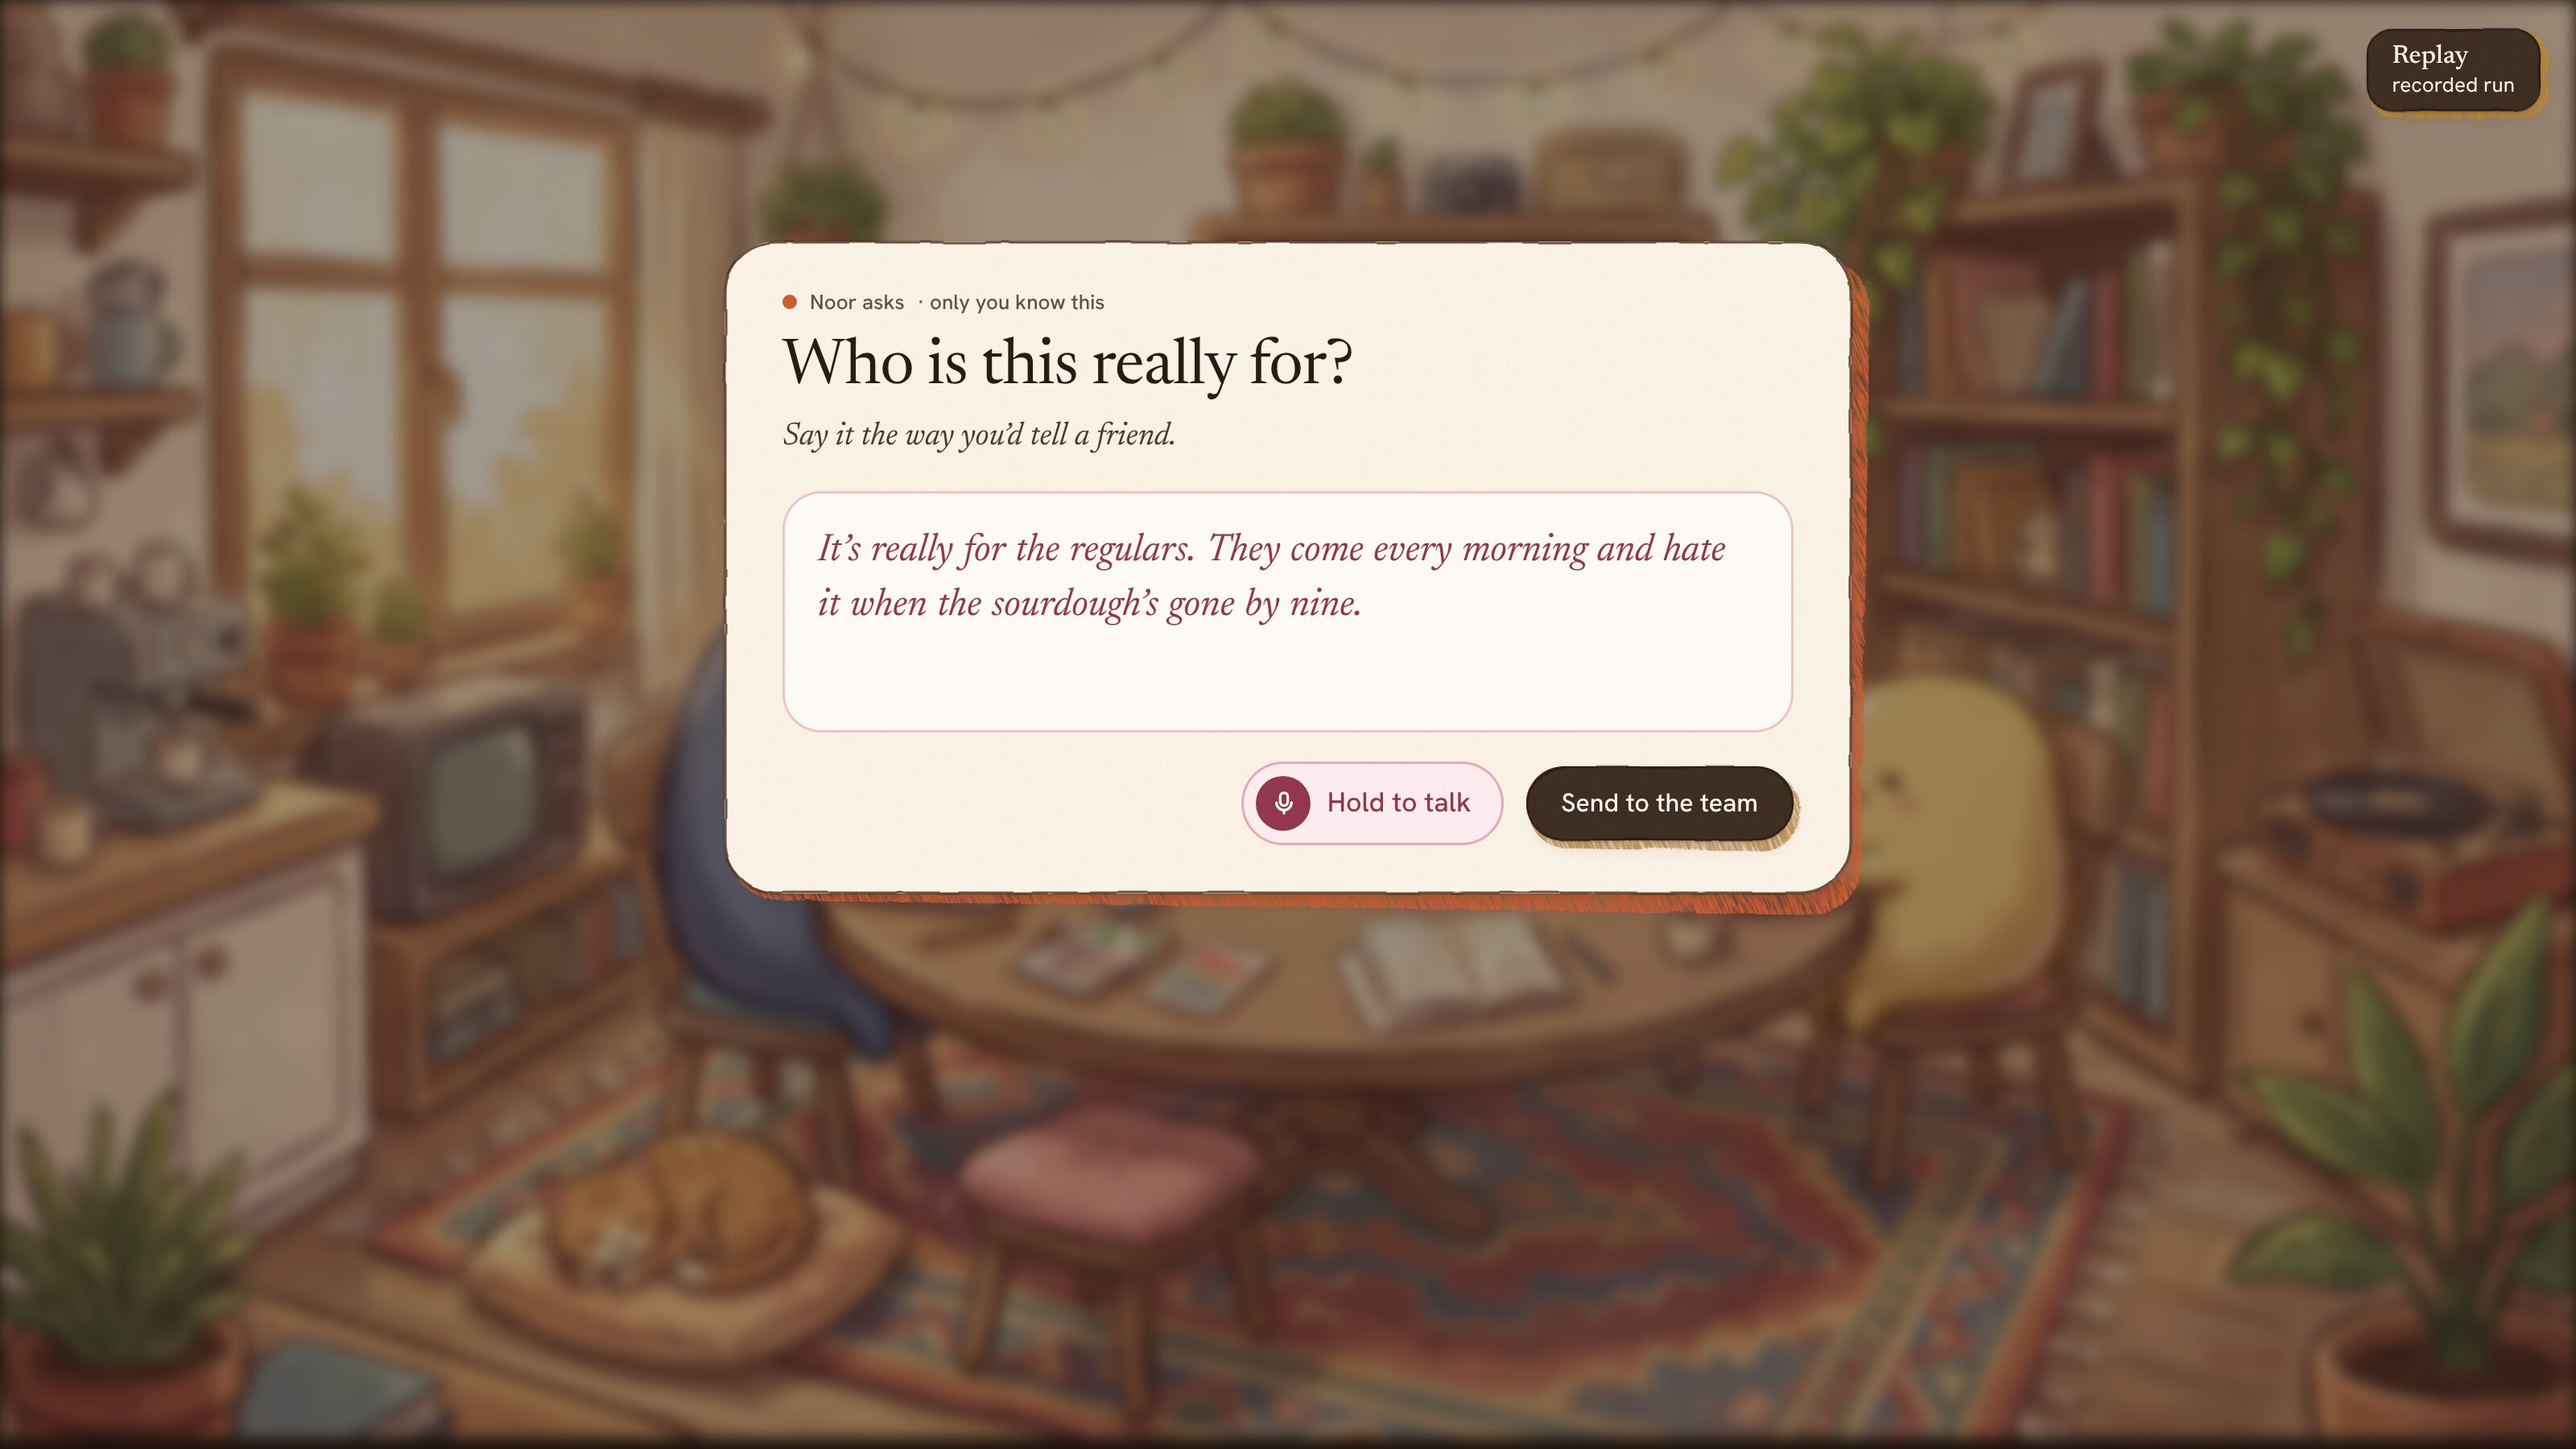 Replay
recorded run
Noor asks · only you know this
Who is this really for?
Say it the way you’d tell a friend.
It’s really for the regulars. They come every morning and hate
it when the sourdough’s gone by nine.
Hold to talk
Send to the team